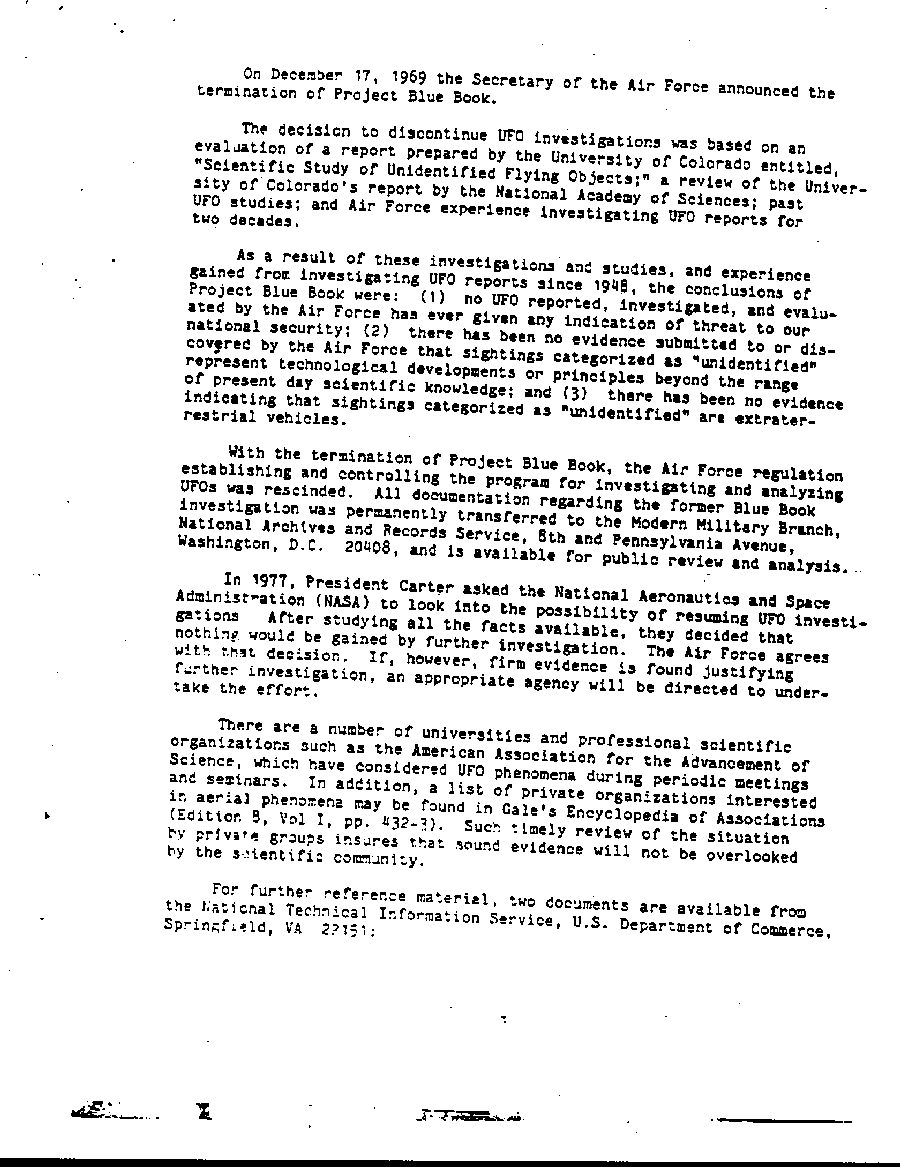 On December 17, 1969 the Secretary of the Air Force announced the
termination of Project Blue Book.
The decision to discontinue UFO investigations was based on an
evaluation of a report prepared by the University of Colorado entitled,
"Scientific Study of Unidentified Flying Objects;" a review of the Univer-
sity of Colorado's report by the National Academy of Sciences; past
UFO studies; and Air Force experience investigating UFO reports for
two decades.
As a result of these investigations and studies, and experience
gained from investigating UFO reports since 1948, the conclusions of
Project Blue Book were: (1) no UFO reported, investigated, and evalu-
ated by the Air Force has ever given any indication of threat to our
national security; (2) there has been no evidence submitted to or dis-
covered by the Air Force that sightings categorized as "unidentified"
represent technological developments or principles beyond the range
of present day scientific knowledge; and (3) there has been no evidence
indicating that sightings categorized as "unidentified" are extrater-
restrial vehicles.
With the termination of Project Blue Book, the Air Force regulation
establishing and controlling the program for investigating and analyzing
UFOs was rescinded. All documentation regarding the former Blue Book
investigation was permanently transferred to the Modern Military Branch,
National Archives and Records Service, 8th and Pennsylvania Avenue,
Washington, D.C. 20408, and is available for public review and analysis.
In 1977, President Carter asked the National Aeronautics and Space
Administration (NASA) to look into the possibility of resuming UFO investi-
gations After studying all the facts available, they decided that
nothing would be gained by further investigation. The Air Force agrees
with that decision. If, however, firm evidence is found justifying
further investigation, an appropriate agency will be directed to under-
take the effort.
There are a number of universities and professional scientific
organizations such as the American Association for the Advancement of
Science, which have considered UFO phenomena during periodic meetings
and seminars. In addition, a list of private organizations interested
in aerial phenomena may be found in Gale's Encyclopedia of Associations
(Edition 8, Vol I, pp. 432-3). Such timely review of the situation
by private groups insures that sound evidence will not be overlooked
by the scientific community.
For further reference material, two documents are available from
the National Technical Information Service, U.S. Department of Commerce,
Springfield, VA 22151: